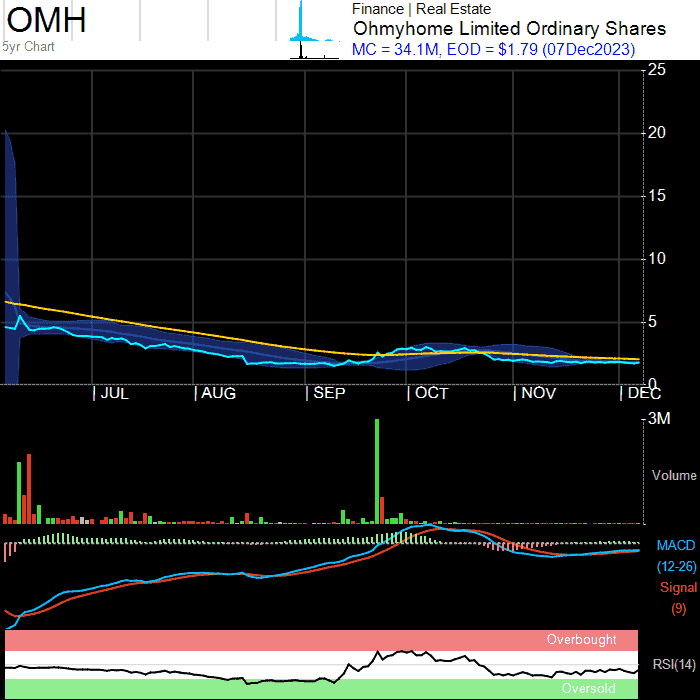 OMH
5yr Chart
Finance | Real Estate
Ohmyhome Limited Ordinary Shares
MC = 34.1M, EOD = $1.79 (07Dec2023)
25
20
15
10
5
0
| JUL | AUG | SEP | OCT | NOV | DEC
3M
Volume
MACD
(12-26)
Signal
(9)
Overbought
RSI(14)
Oversold